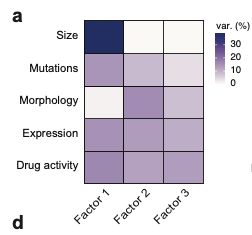 a
var. (%)
Size
30
Mutations
20
10
Morphology
0
Expression
Drug activity
Factor 1
Factor 2
Factor 3
d